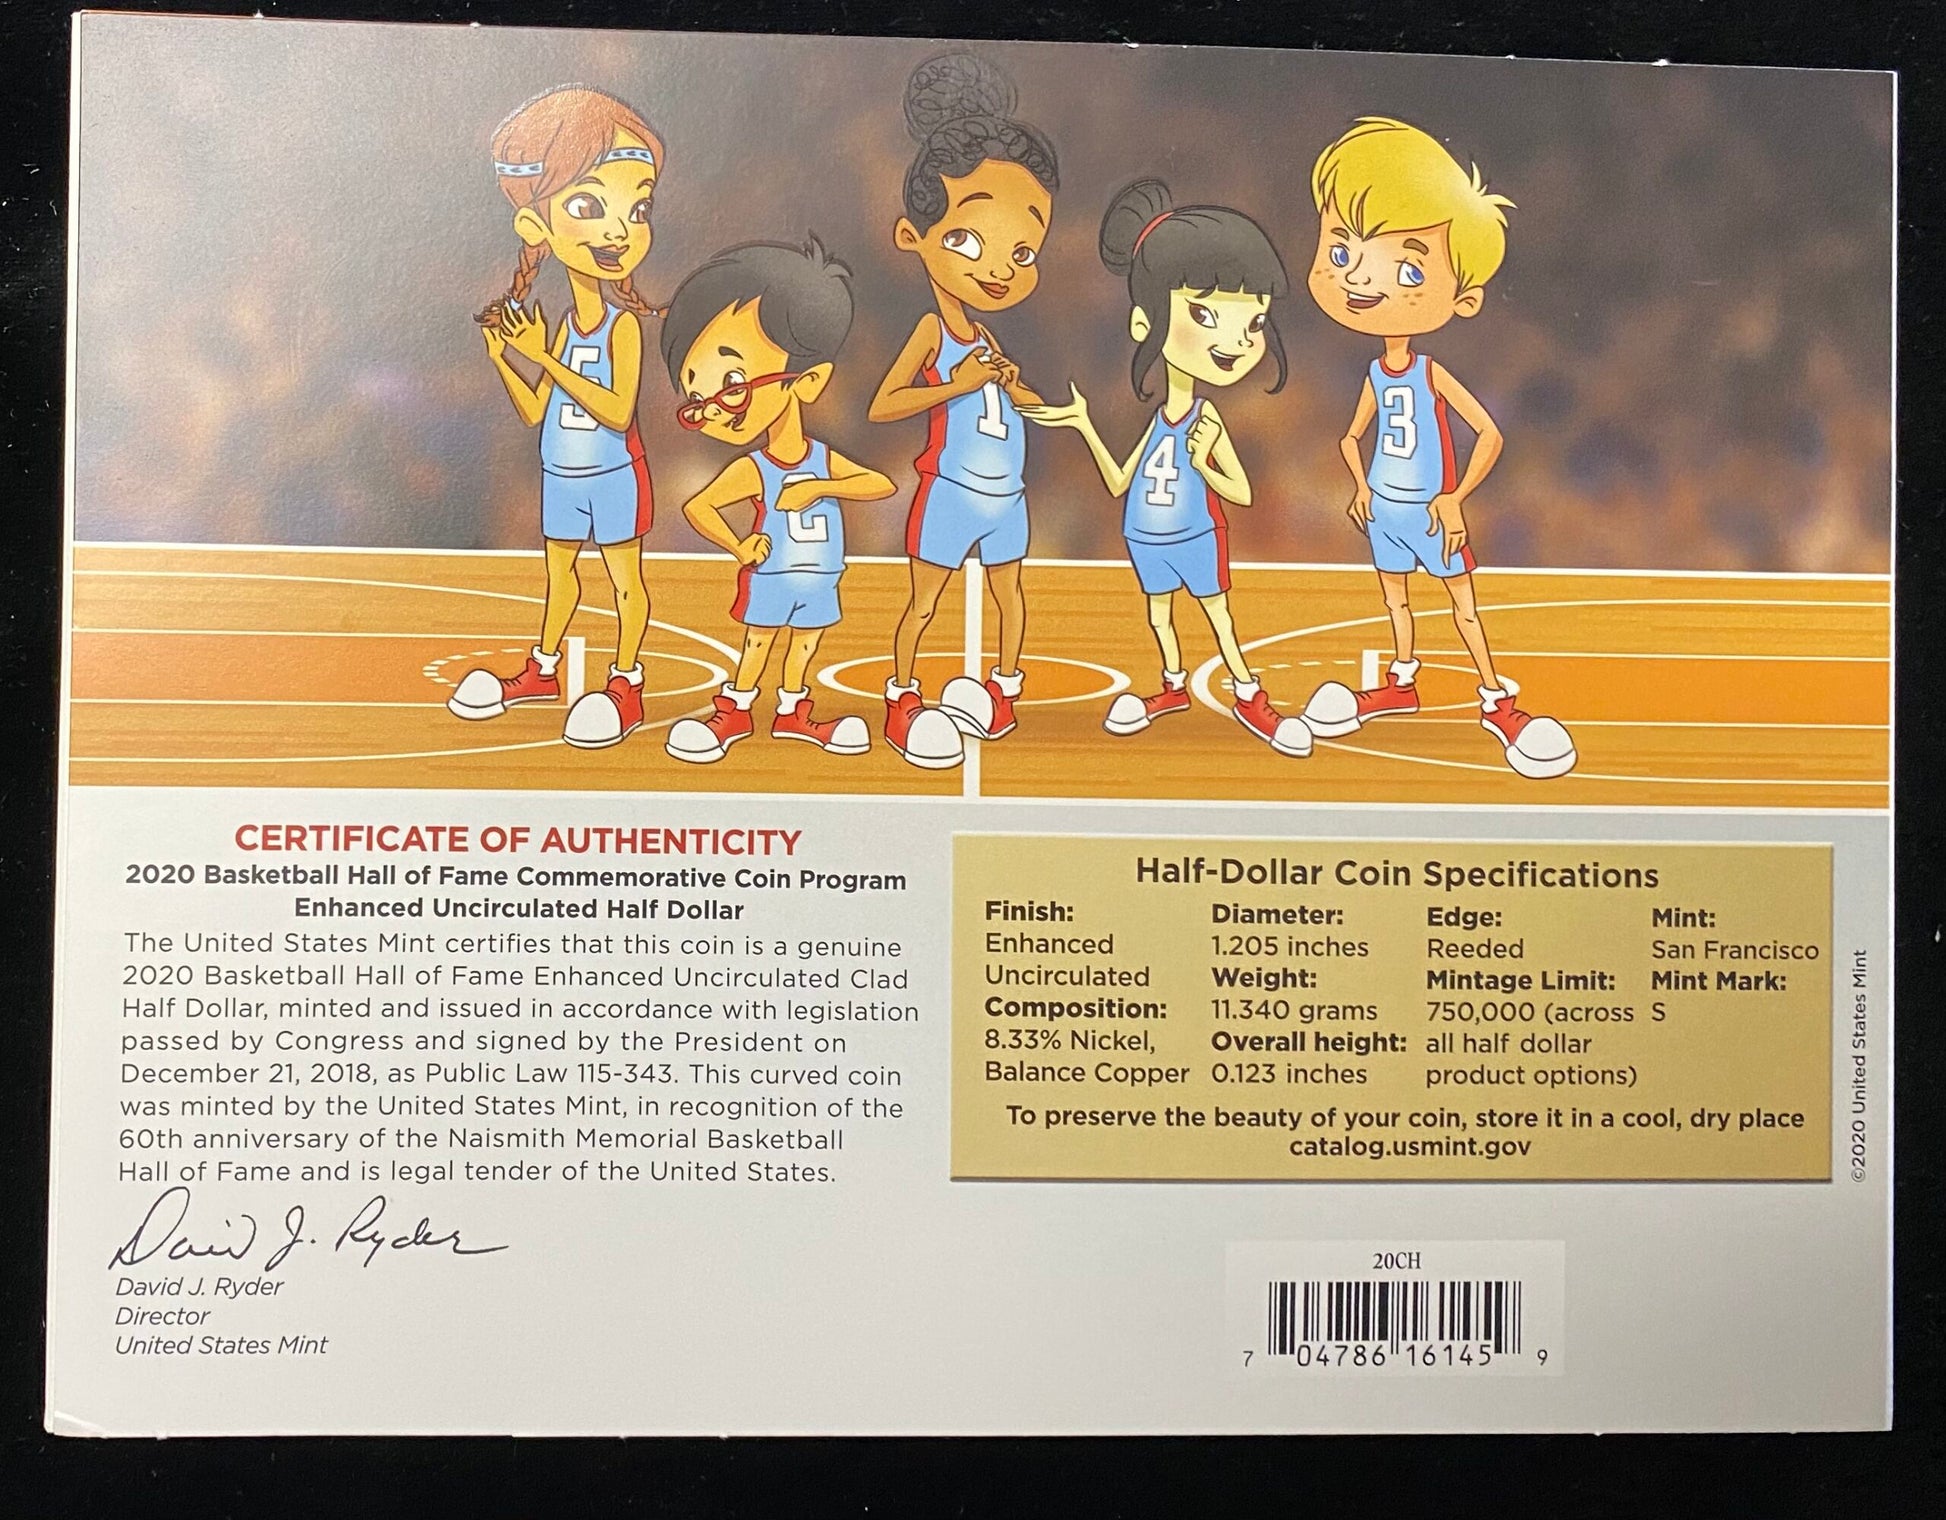 5
1
4
3
CERTIFICATE OF AUTHENTICITY
2020 Basketball Hall of Fame Commemorative Coin Program
Enhanced Uncirculated Half Dollar
The United States Mint certifies that this coin is a genuine
2020 Basketball Hall of Fame Enhanced Uncirculated Clad
Half Dollar, minted and issued in accordance with legislation
passed by Congress and signed by the President on
December 21, 2018, as Public Law 115-343. This curved coin
was minted by the United States Mint, in recognition of the
60th anniversary of the Naismith Memorial Basketball
Hall of Fame and is legal tender of the United States.
David J. Ryder
David J. Ryder
Director
United States Mint
Half-Dollar Coin Specifications
Finish:
Enhanced
Uncirculated
Composition:
8.33% Nickel,
Balance Copper
Diameter:
1.205 inches
Weight:
11.340 grams
Overall height:
0.123 inches
Edge:
Reeded
Mintage Limit:
750,000 (across
all half dollar
product options)
Mint:
San Francisco
Mint Mark:
S
To preserve the beauty of your coin, store it in a cool, dry place
catalog.usmint.gov
©2020 United States Mint
20CH
7 04786 16145 9